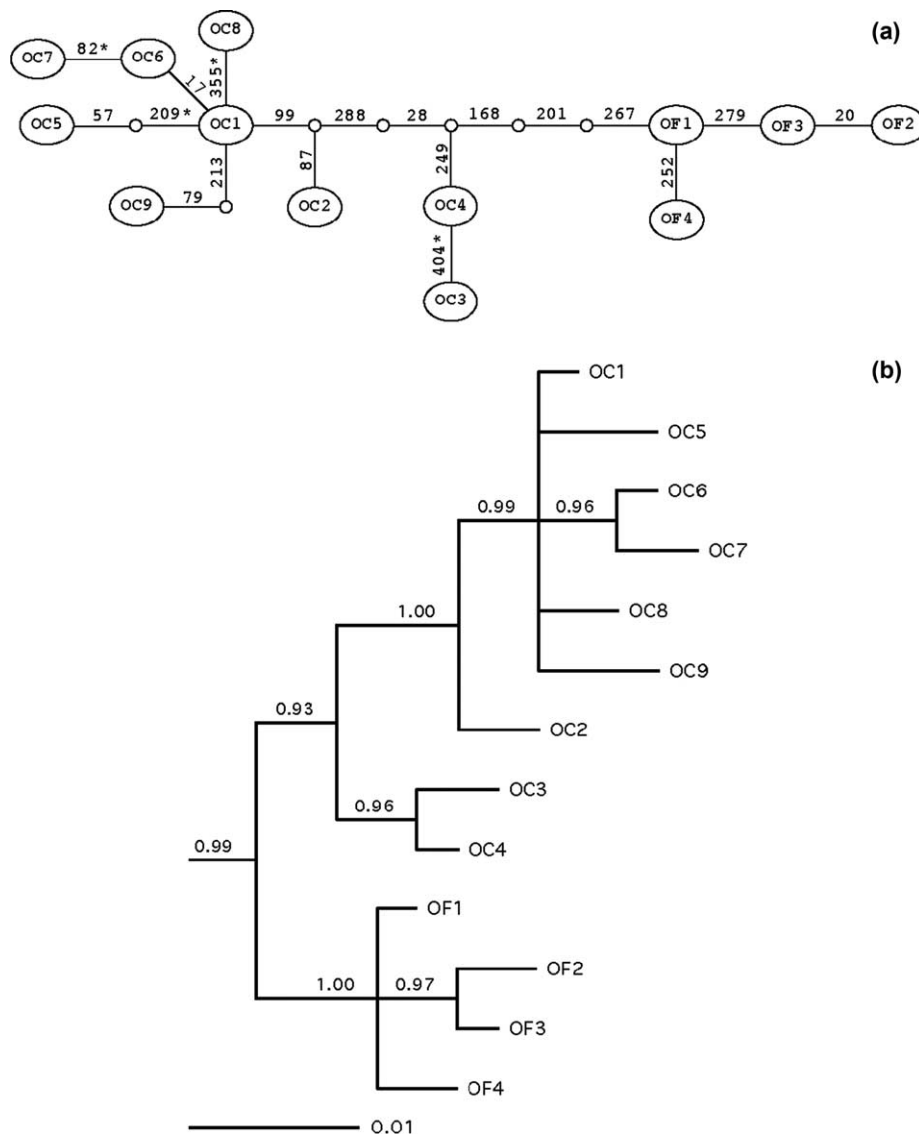 (a)
OC8
OC7 82* OC6
17
355*
OC5 57 209* OC1 99 288 28 168 201 267 OF1 279 OF3 20 OF2
213
87
249
252
OC9 79
OC2
OC4
OF4
404*
OC3
(b)
OC1
OC5
OC6
0.99 0.96
OC7
OC8
1.00
OC9
0.93
OC2
OC3
0.96
OC4
0.99
OF1
OF2
1.00 0.97
OF3
OF4
0.01